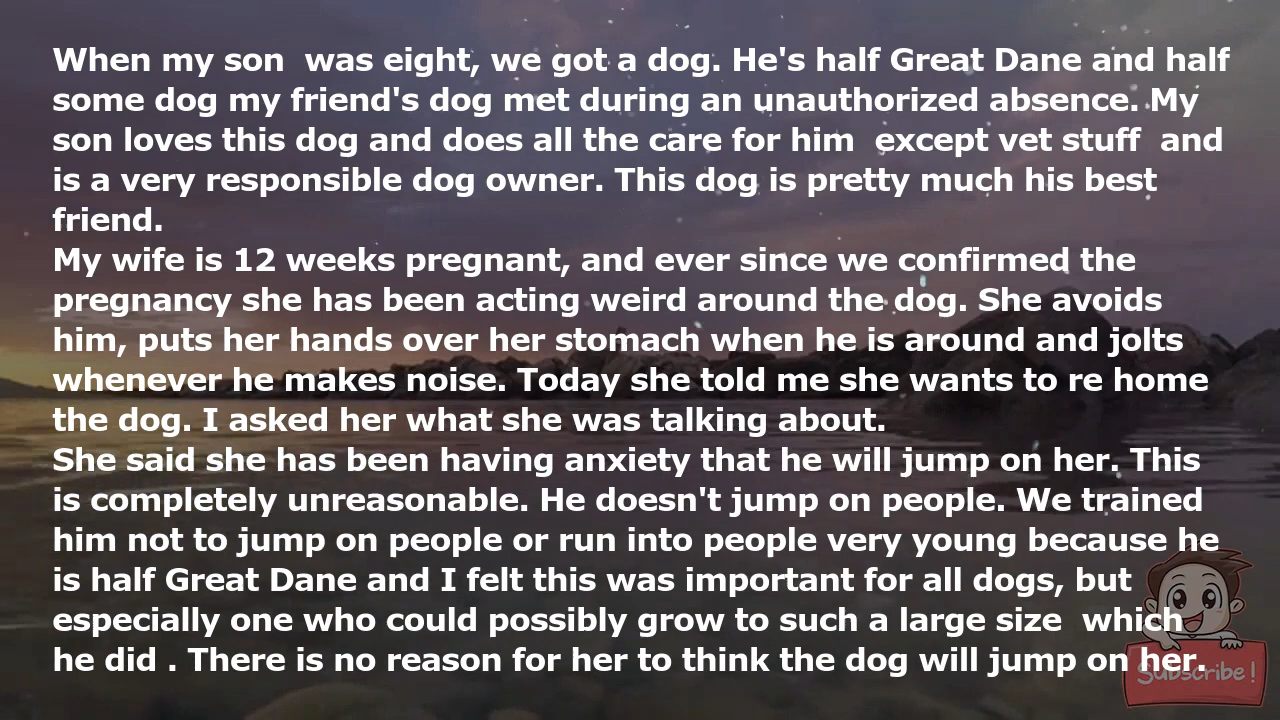 When my son  was eight, we got a dog. He's half Great Dane and half
some dog my friend's dog met during an unauthorized absence. My
son loves this dog and does all the care for him  except vet stuff  and
is a very responsible dog owner. This dog is pretty much his best
friend.
My wife is 12 weeks pregnant, and ever since we confirmed the
pregnancy she has been acting weird around the dog. She avoids
him, puts her hands over her stomach when he is around and jolts
whenever he makes noise. Today she told me she wants to re home
the dog. I asked her what she was talking about.
She said she has been having anxiety that he will jump on her. This
is completely unreasonable. He doesn't jump on people. We trained
him not to jump on people or run into people very young because he
is half Great Dane and I felt this was important for all dogs, but
especially one who could possibly grow to such a large size  which
he did . There is no reason for her to think the dog will jump on her.
Subscribe!